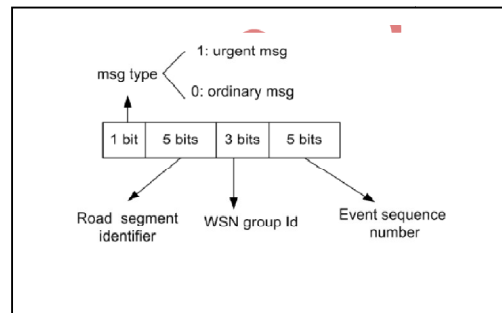 1: urgent msg
msg type
0: ordinary msg
1 bit 5 bits 3 bits 5 bits
Road segment
identifier
WSN group Id
Event sequence
number